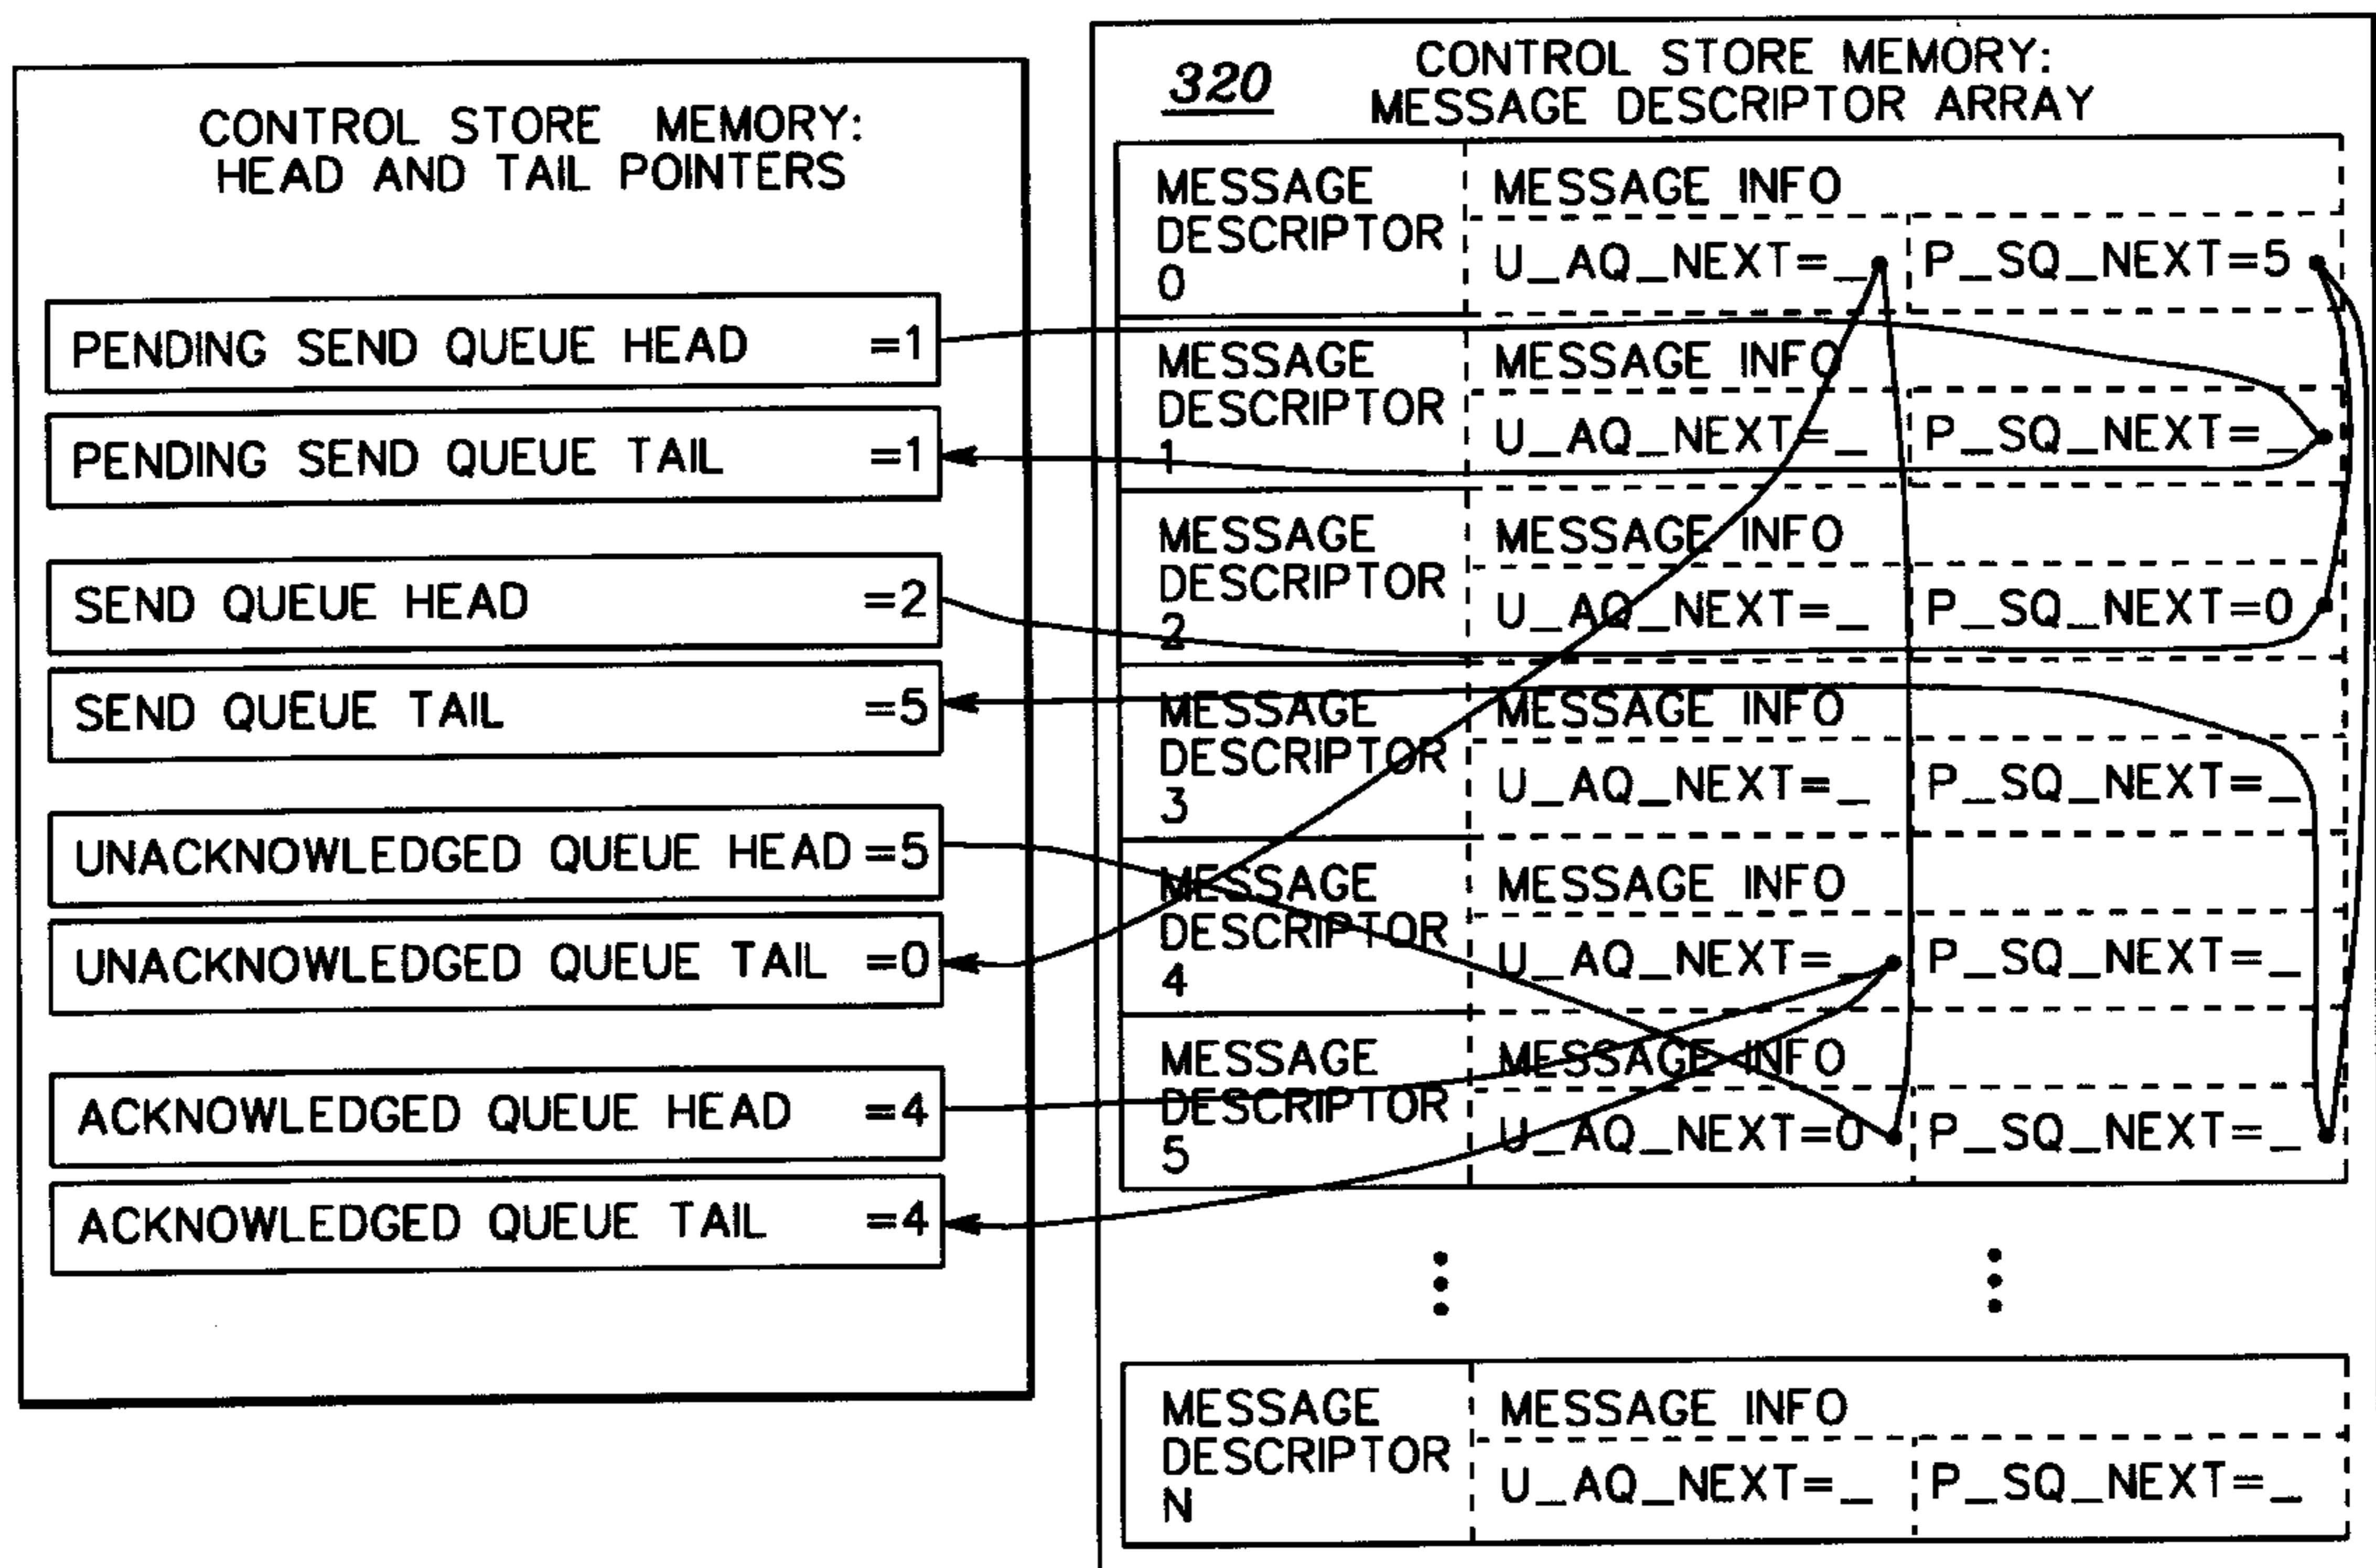 CONTROL STORE MEMORY:
HEAD AND TAIL POINTERS
PENDING SEND QUEUE HEAD =1
PENDING SEND QUEUE TAIL =1
SEND QUEUE HEAD =2
SEND QUEUE TAIL =5
UNACKNOWLEDGED QUEUE HEAD =5
UNACKNOWLEDGED QUEUE TAIL =0
ACKNOWLEDGED QUEUE HEAD =4
ACKNOWLEDGED QUEUE TAIL =4
320
CONTROL STORE MEMORY:
MESSAGE DESCRIPTOR ARRAY
MESSAGE
DESCRIPTOR
0
MESSAGE INFO
U_AQ_NEXT=_ P_SQ_NEXT=5
MESSAGE
DESCRIPTOR
1
MESSAGE INFO
U_AQ_NEXT=_ P_SQ_NEXT=_
MESSAGE
DESCRIPTOR
2
MESSAGE INFO
U_AQ_NEXT=_ P_SQ_NEXT=0
MESSAGE
DESCRIPTOR
3
MESSAGE INFO
U_AQ_NEXT=_ P_SQ_NEXT=_
MESSAGE
DESCRIPTOR
4
MESSAGE INFO
U_AQ_NEXT=_ P_SQ_NEXT=_
MESSAGE
DESCRIPTOR
5
MESSAGE INFO
U_AQ_NEXT=0 P_SQ_NEXT=_
MESSAGE
DESCRIPTOR
N
MESSAGE INFO
U_AQ_NEXT=_ P_SQ_NEXT=_